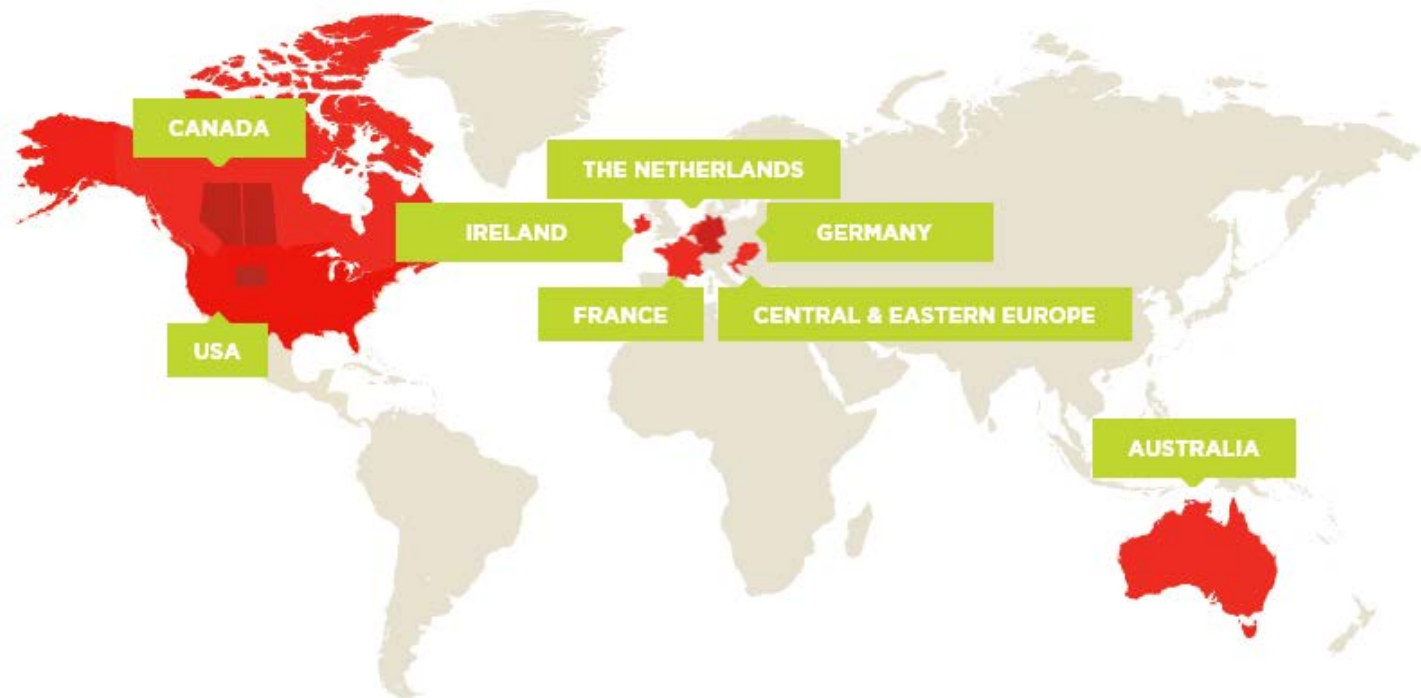 CANADA
THE NETHERLANDS
IRELAND
GERMANY
FRANCE
CENTRAL & EASTERN EUROPE
USA
AUSTRALIA